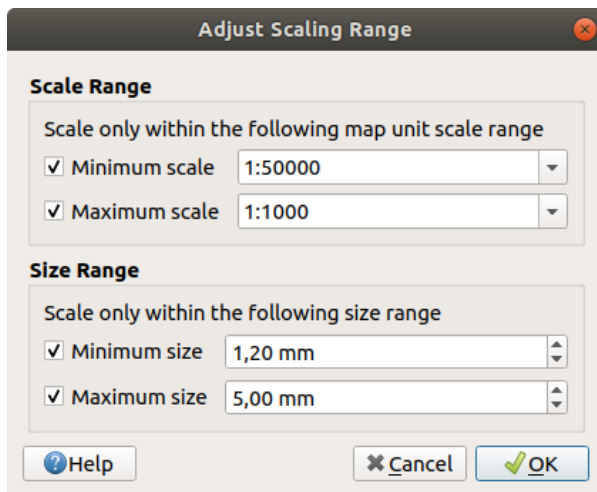 Adjust Scaling Range
Scale Range
Scale only within the following map unit scale range
Minimum scale 1:50000
Maximum scale 1:1000
Size Range
Scale only within the following size range
Minimum size 1,20 mm
Maximum size 5,00 mm
Help Cancel OK